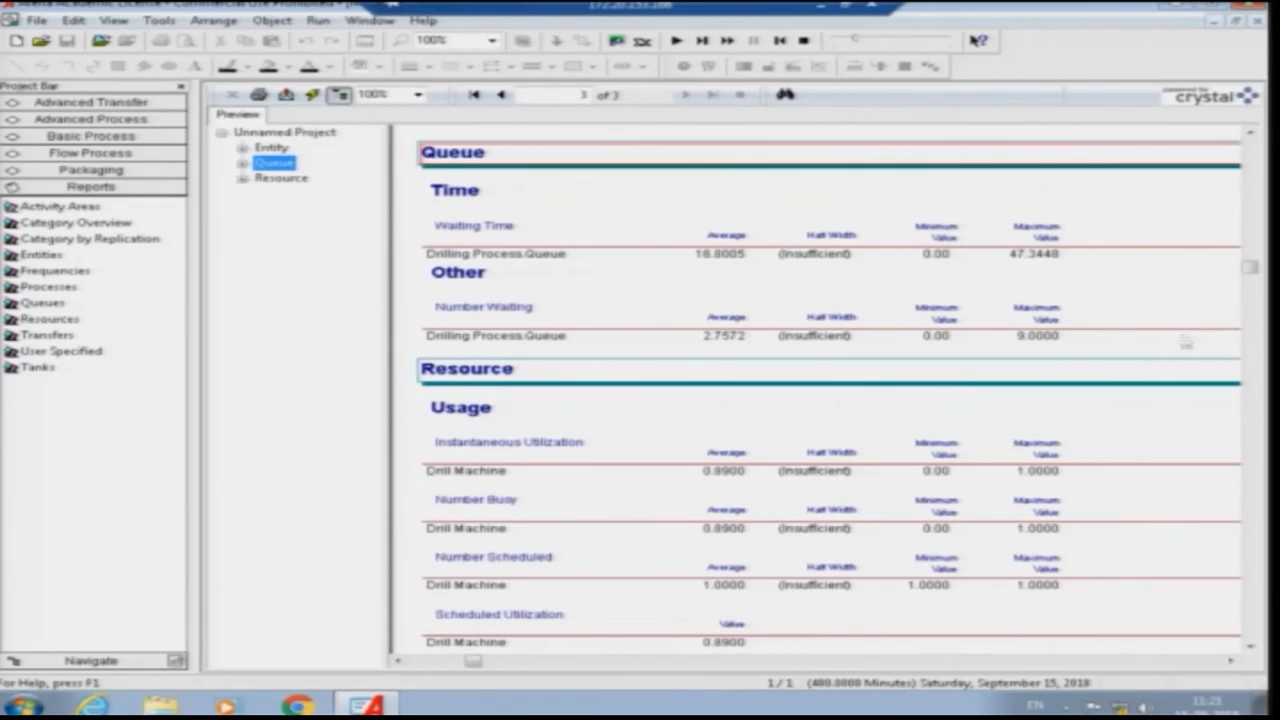 172.20.153.166
File Edit View Tools Arrange Object Run Window Help
100%
100% 3 of 3
powered by
crystal
Project Bar
Advanced Transfer
Advanced Process
Basic Process
Flow Process
Packaging
Reports
Activity Areas
Category Overview
Category by Replication
Entities
Frequencies
Processes
Queues
Resources
Transfers
User Specified
Tanks
Navigate
Preview
Unnamed Project
Entity
Queue
Resource
Queue
Time
Waiting Time Average Half Width Minimum Value Maximum Value
Drilling Process.Queue 16.8005 (Insufficient) 0.00 47.3448
Other
Number Waiting Average Half Width Minimum Value Maximum Value
Drilling Process.Queue 2.7572 (Insufficient) 0.00 9.0000
Resource
Usage
Instantaneous Utilization Average Half Width Minimum Value Maximum Value
Drill Machine 0.8900 (Insufficient) 0.00 1.0000
Number Busy Average Half Width Minimum Value Maximum Value
Drill Machine 0.8900 (Insufficient) 0.00 1.0000
Number Scheduled Average Half Width Minimum Value Maximum Value
Drill Machine 1.0000 (Insufficient) 1.0000 1.0000
Scheduled Utilization Value
Drill Machine 0.8900
For Help, press F1 1/1 (480.0000 Minutes) Saturday, September 15, 2018
EN 11:21